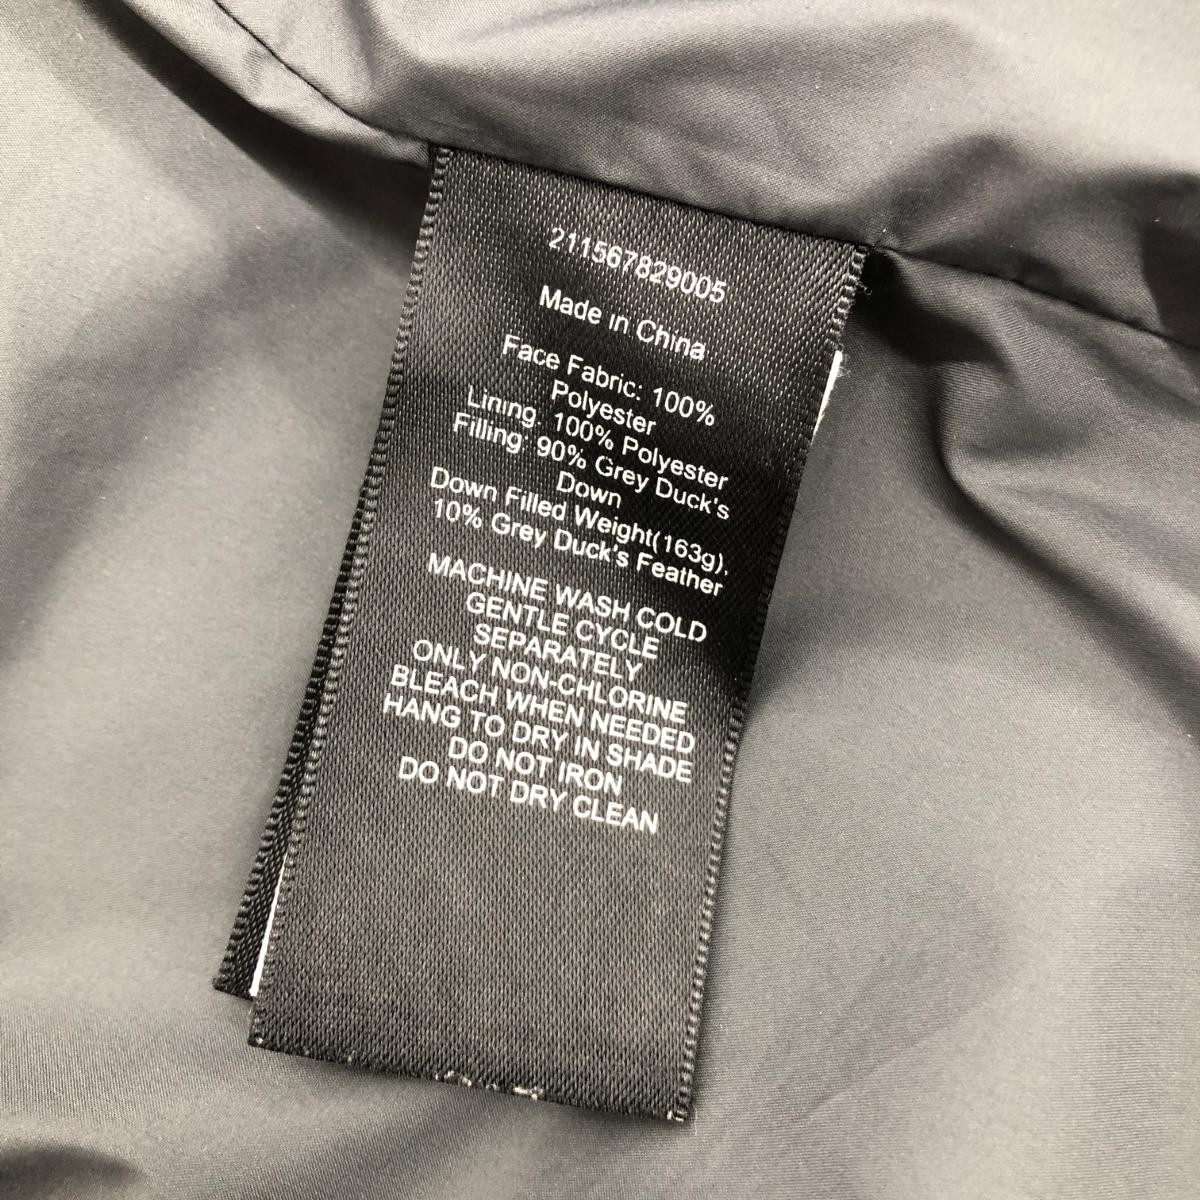 211567829005
Made in China
Face Fabric: 100%
Polyester
Lining: 100% Polyester
Filling: 90% Grey Duck's
Down
Down Filled Weight(163g),
10% Grey Duck's Feather
MACHINE WASH COLD
GENTLE CYCLE
SEPARATELY
ONLY NON-CHLORINE
BLEACH WHEN NEEDED
HANG TO DRY IN SHADE
DO NOT IRON
DO NOT DRY CLEAN